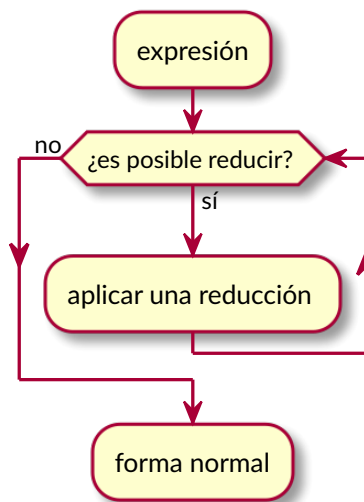 expresión
no
¿es posible reducir?
sí
aplicar una reducción
forma normal